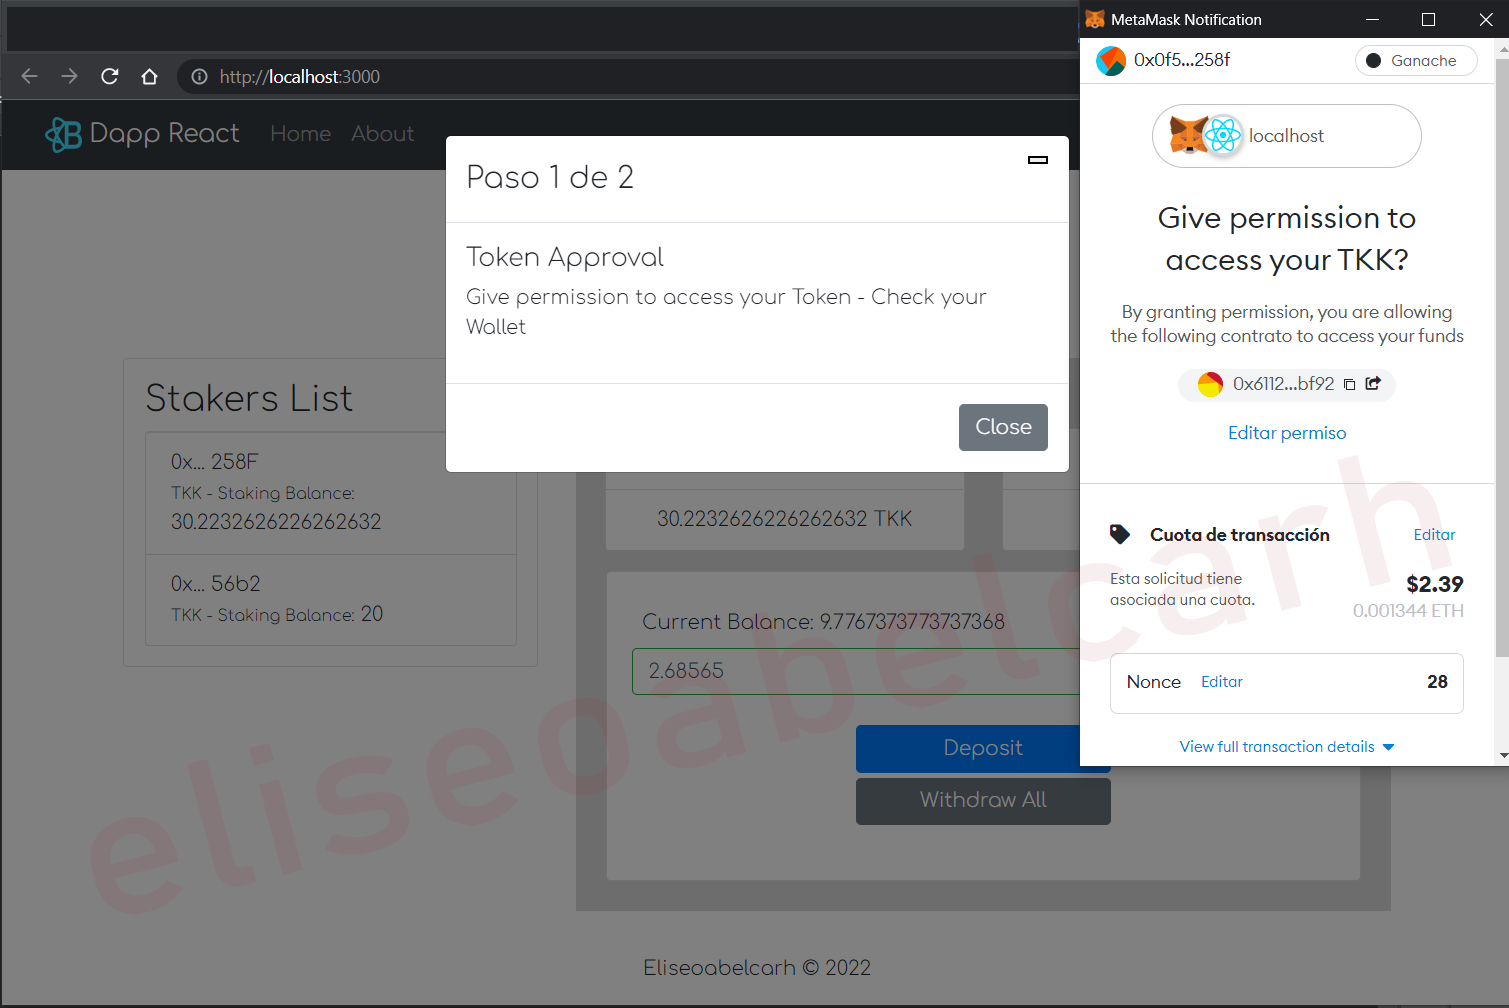 MetaMask Notification
http://localhost:3000
0x0f5...258f
Ganache
Dapp React
Home
About
localhost
Paso 1 de 2
Token Approval
Give permission to access your Token - Check your
Wallet
Close
Give permission to
access your TKK?
By granting permission, you are allowing
the following contrato to access your funds
0x6112...bf92
Editar permiso
Stakers List
0x... 258F
TKK - Staking Balance:
30.2232626226262632
0x... 56b2
TKK - Staking Balance: 20
30.2232626226262632 TKK
Current Balance: 9.7767373773737368
2.68565
Deposit
Withdraw All
Cuota de transacción
Editar
Esta solicitud tiene
asociada una cuota.
$2.39
0.001344 ETH
Nonce
Editar
28
View full transaction details
eliseoabelcarh
Eliseoabelcarh © 2022